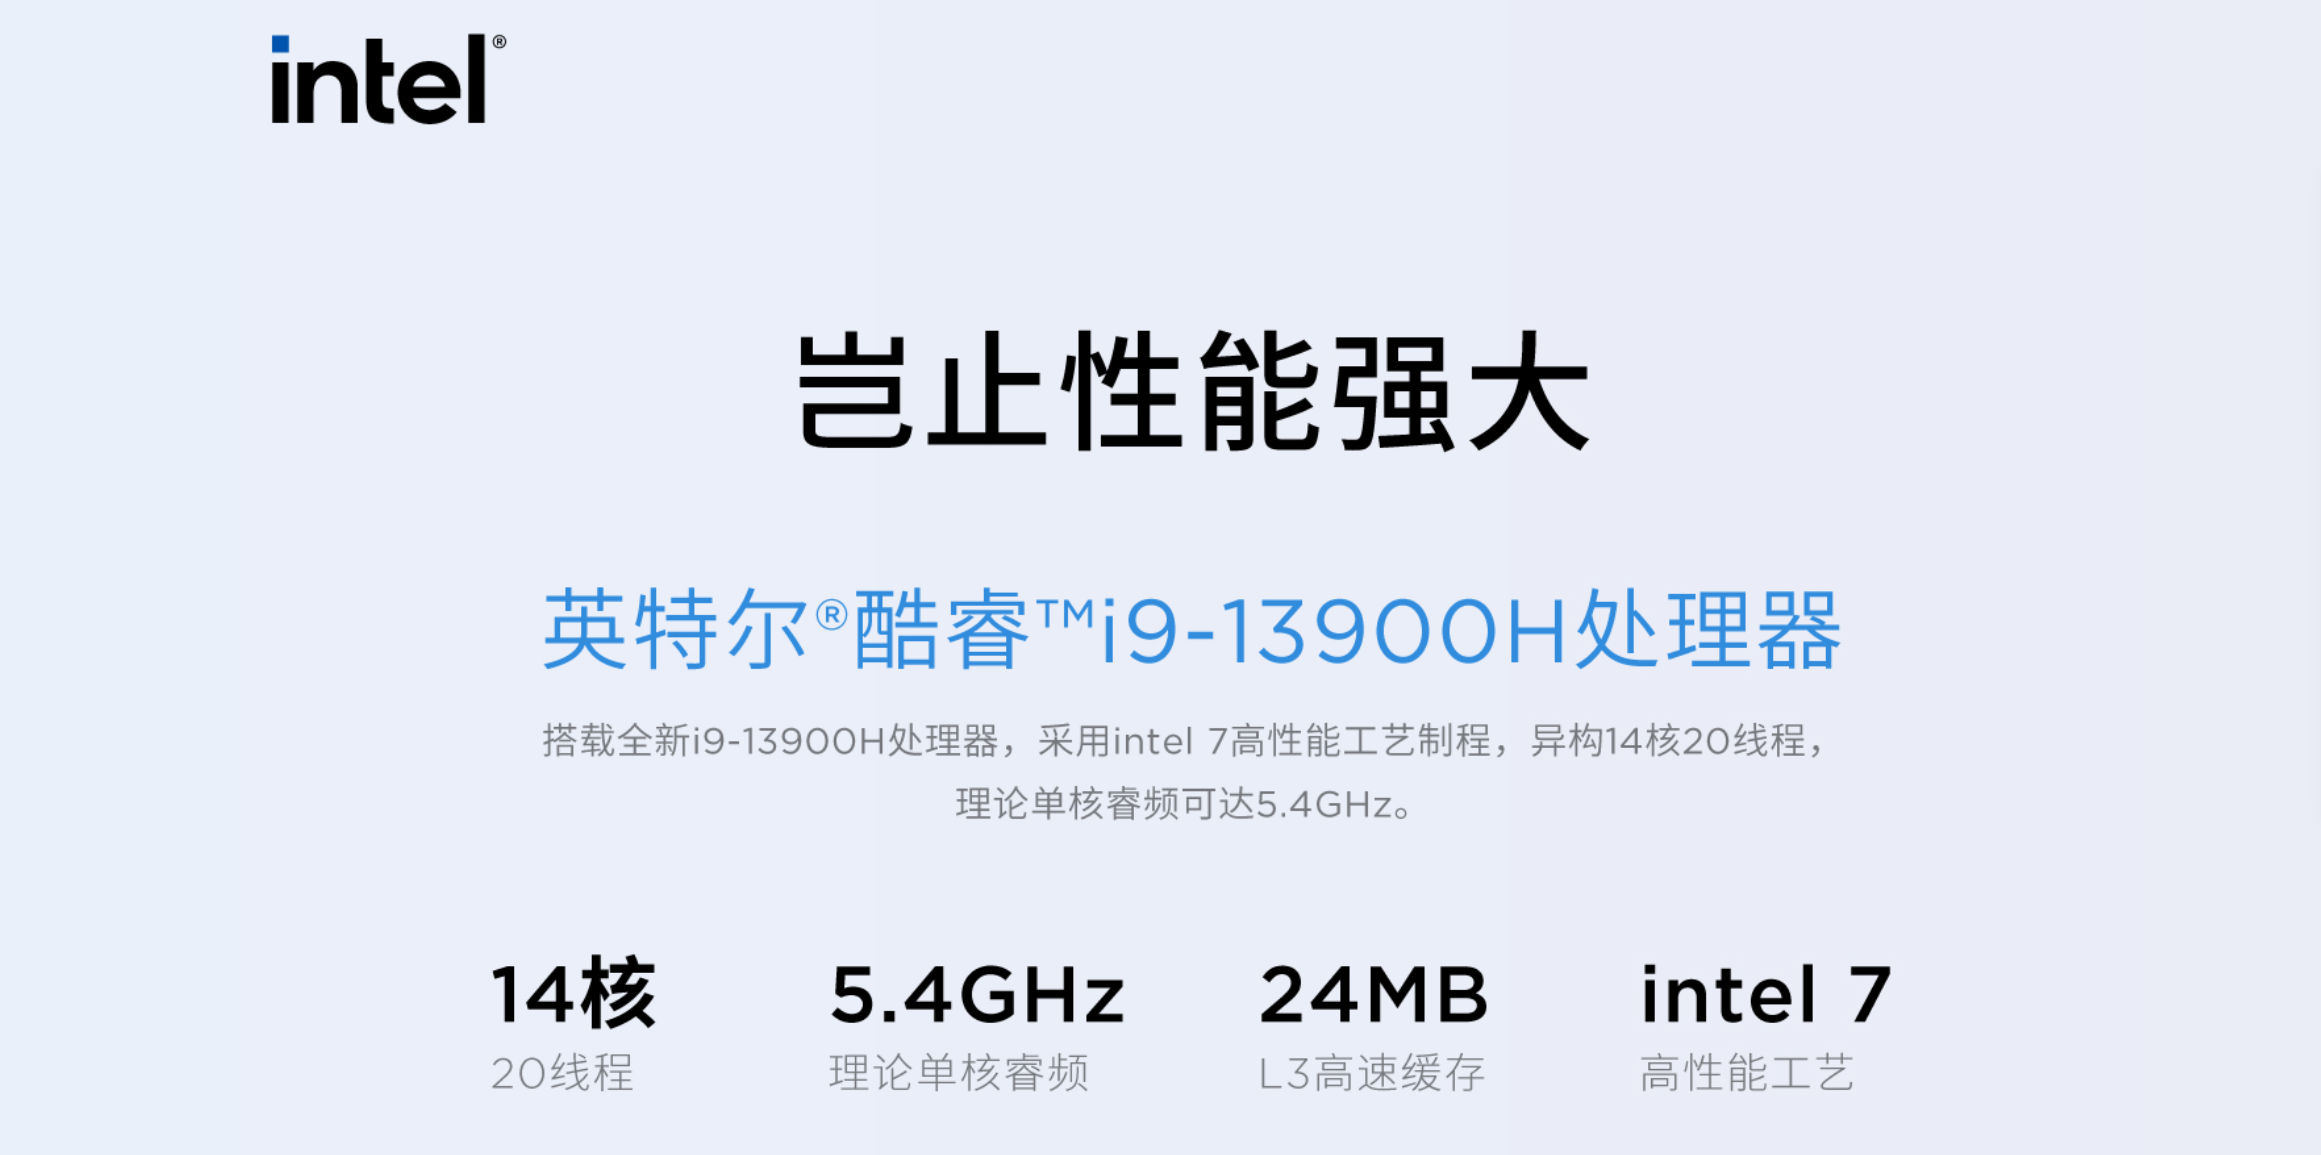 intel®
岂止性能强大
英特尔®酷睿™i9-13900H处理器
搭载全新i9-13900H处理器，采用intel 7高性能工艺制程，异构14核20线程，
理论单核睿频可达5.4GHz。
14核 5.4GHz 24MB intel 7
20线程 理论单核睿频 L3高速缓存 高性能工艺